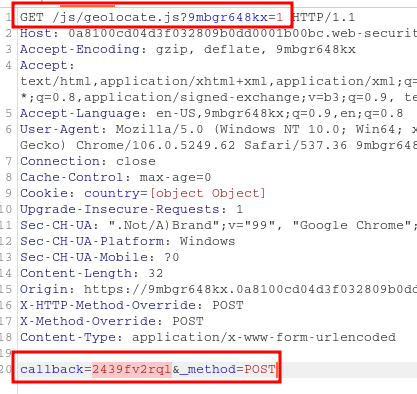 1 GET /js/geolocate.js?9mbgr648kx=1 HTTP/1.1
2 Host: 0a8100cd04d3f032809b0dd0001b00bc.web-securit
3 Accept-Encoding: gzip, deflate, 9mbgr648kx
4 Accept:
text/html,application/xhtml+xml,application/xml;q=
*;q=0.8,application/signed-exchange;v=b3;q=0.9, te
5 Accept-Language: en-US,9mbgr648kx;q=0.9,en;q=0.8
6 User-Agent: Mozilla/5.0 (Windows NT 10.0; Win64; x
Gecko) Chrome/106.0.5249.62 Safari/537.36 9mbgr648
7 Connection: close
8 Cache-Control: max-age=0
9 Cookie: country=[object Object]
10 Upgrade-Insecure-Requests: 1
11 Sec-CH-UA: ".Not/A)Brand";v="99", "Google Chrome";
12 Sec-CH-UA-Platform: Windows
13 Sec-CH-UA-Mobile: ?0
14 Content-Length: 32
15 Origin: https://9mbgr648kx.0a8100cd04d3f032809b0dd
16 X-HTTP-Method-Override: POST
17 X-Method-Override: POST
18 Content-Type: application/x-www-form-urlencoded
19
20 callback=2439fv2rql&_method=POST